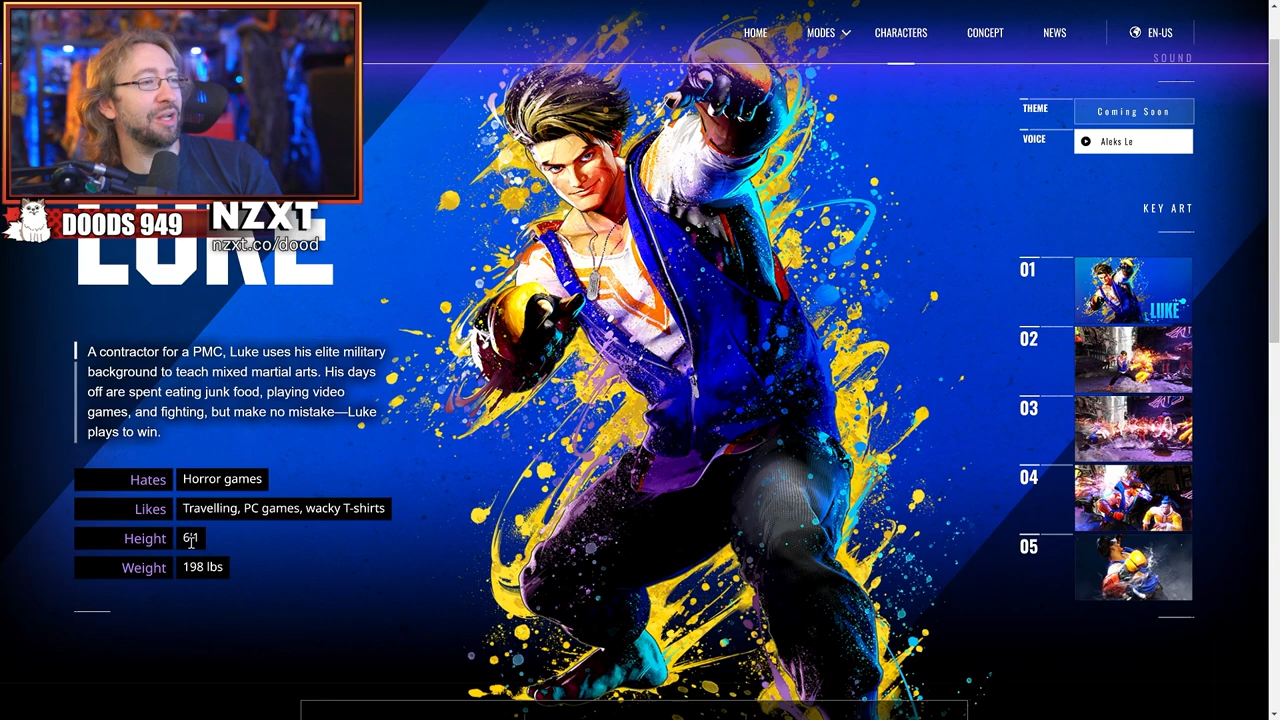 HOME
MODES
CHARACTERS
CONCEPT
NEWS
EN-US
SOUND
THEME
Coming Soon
VOICE
Aleks Le
DOODS 949
NZXT
nzxt.co/dood
LUKE
A contractor for a PMC, Luke uses his elite military
background to teach mixed martial arts. His days
off are spent eating junk food, playing video
games, and fighting, but make no mistake—Luke
plays to win.
Hates
Horror games
Likes
Travelling, PC games, wacky T-shirts
Height
6'1
Weight
198 lbs
KEY ART
01
LUKE
02
03
04
05